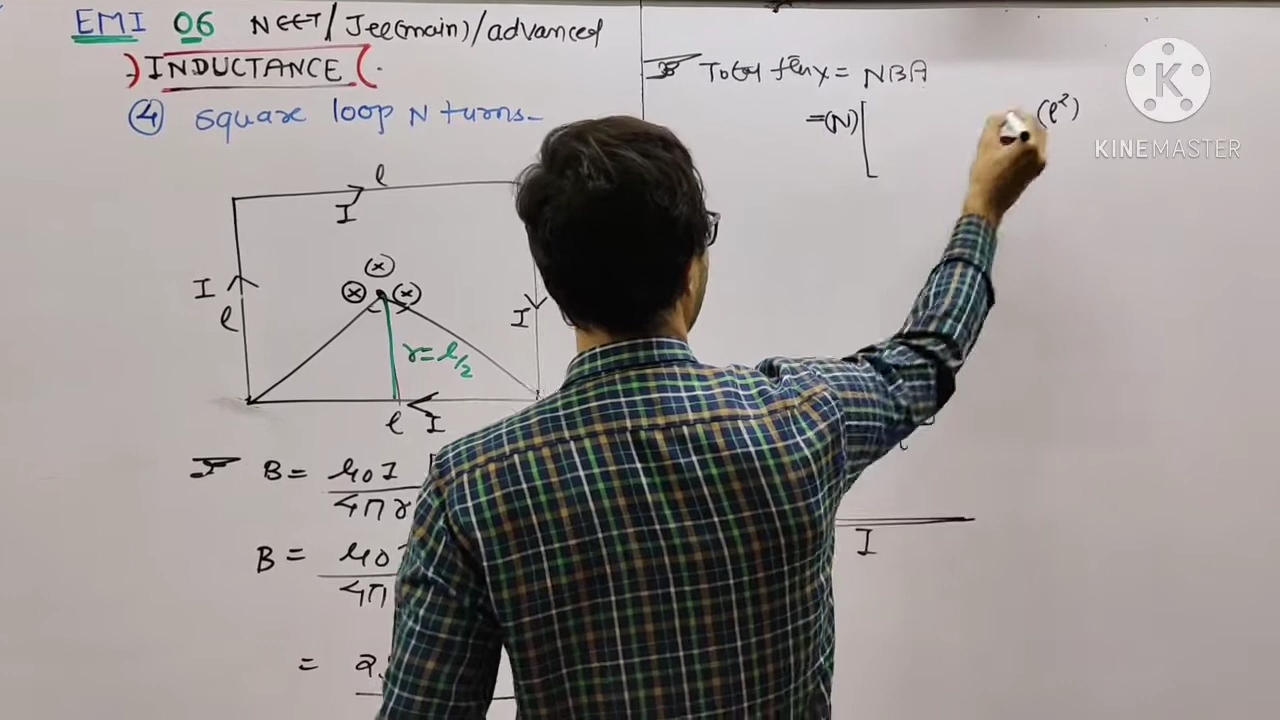 EMI 06 NEET/Jee(main)/advanced
INDUCTANCE
④ square loop N turns-
l
I
I
l
(x)
(x) (x)
r=l/2
I
l I
B = μ0I
4πr
B = μ0
4π
=
Total flux = NBA
=(N)[ (l²)
I
K
KINEMASTER